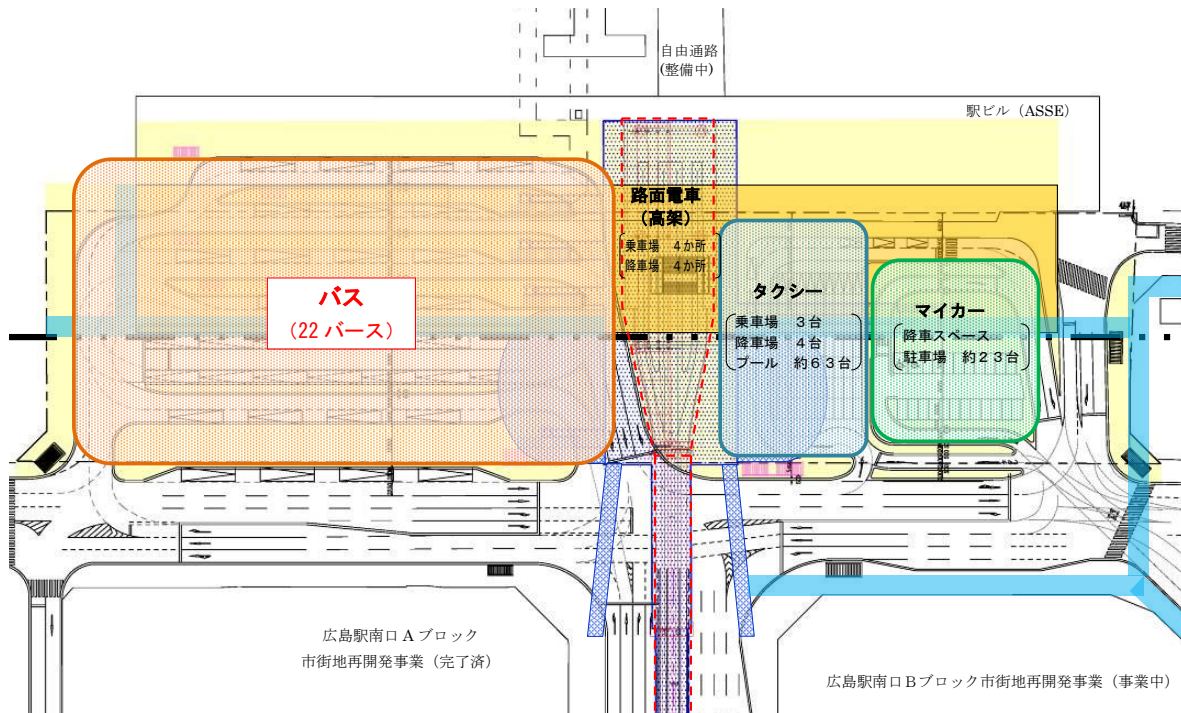 自由通路
(整備中)
駅ビル（ASSE）
路面電車
（高架）
乗車場　４か所
降車場　４か所
バス
（22 バース）
タクシー
乗車場　３台
降車場　４台
プール　約６３台
マイカー
降車スペース
駐車場　約２３台
広島駅南口 A ブロック
市街地再開発事業（完了済）
広島駅南口Ｂブロック市街地再開発事業（事業中）